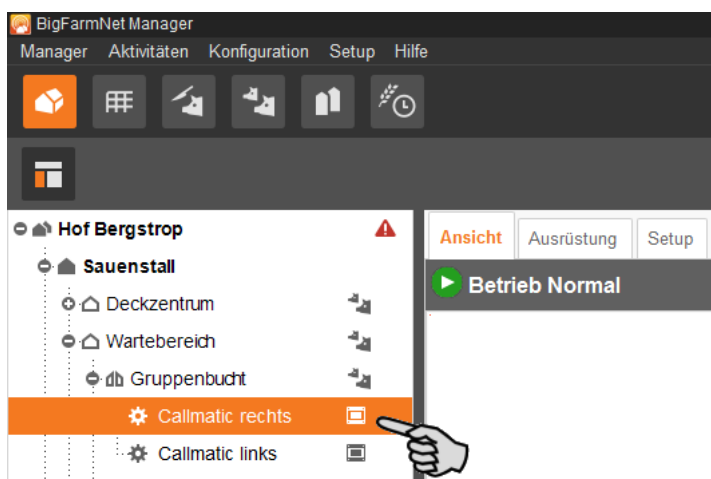 BigFarmNet Manager
Manager Aktivitäten Konfiguration Setup Hilfe
Hof Bergstrop
Sauenstall
Deckzentrum
Wartebereich
Gruppenbucht
Callmatic rechts
Callmatic links
Ansicht Ausrüstung Setup
Betrieb Normal